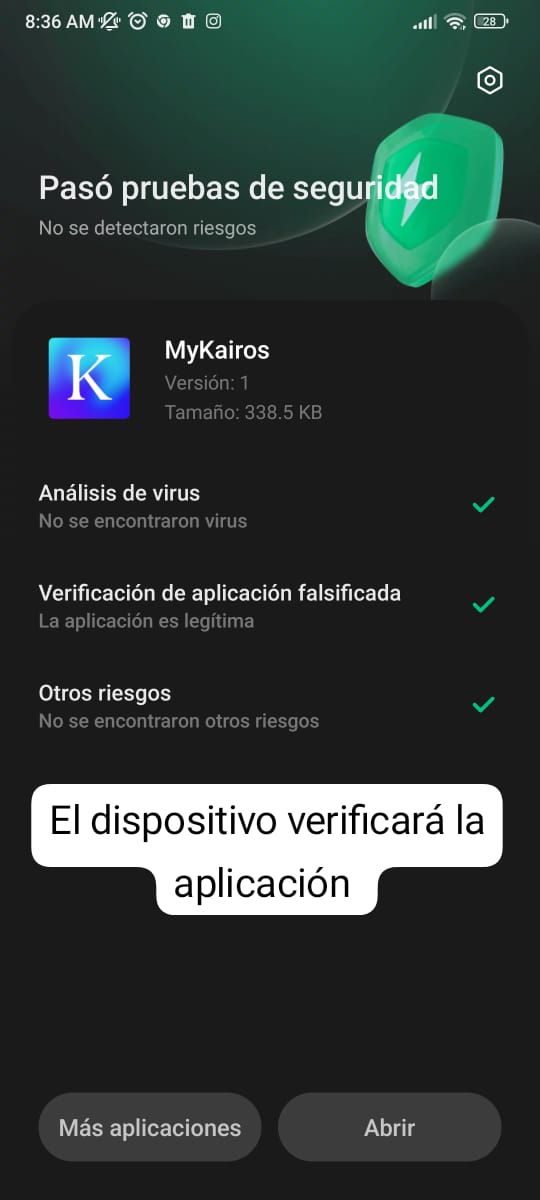 8:36 AM
28
Pasó pruebas de seguridad
No se detectaron riesgos
K
MyKairos
Versión: 1
Tamaño: 338.5 KB
Análisis de virus
No se encontraron virus
Verificación de aplicación falsificada
La aplicación es legítima
Otros riesgos
No se encontraron otros riesgos
El dispositivo verificará la
aplicación
Más aplicaciones
Abrir